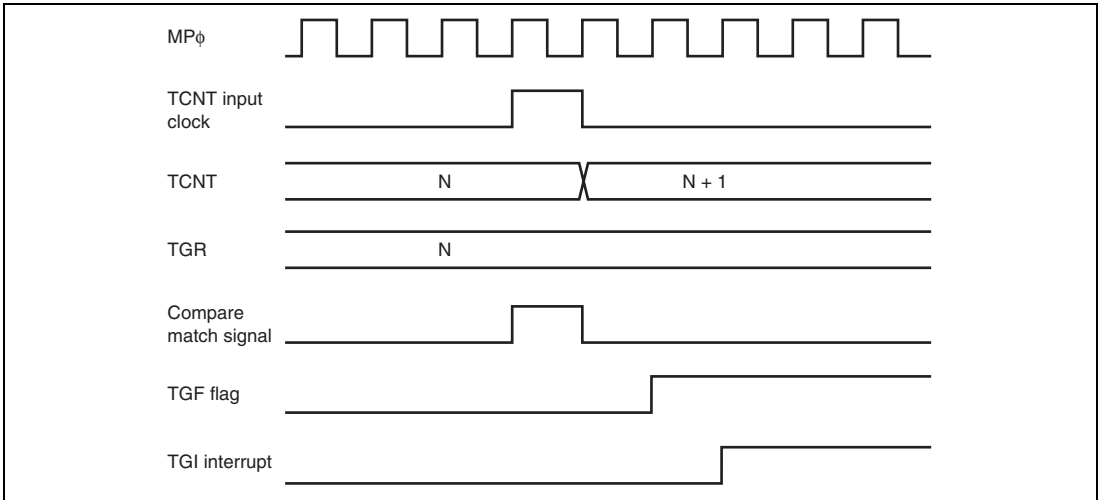 MPϕ
TCNT input
clock
TCNT
N
N + 1
TGR
N
Compare
match signal
TGF flag
TGI interrupt